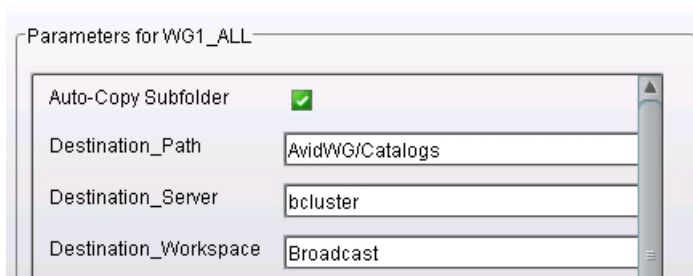 Parameters for WG1_ALL
Auto-Copy Subfolder
Destination_Path AvidWG/Catalogs
Destination_Server bcluster
Destination_Workspace Broadcast